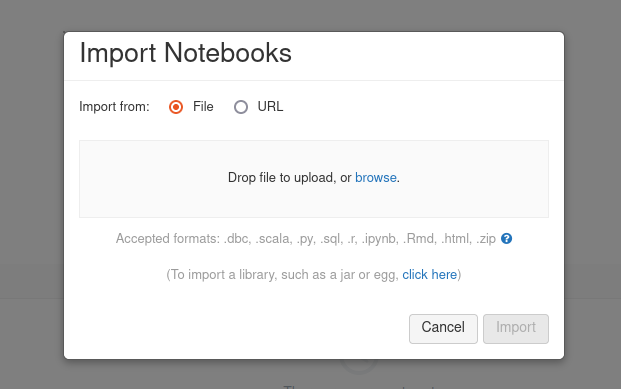 Import Notebooks
Import from: File URL
Drop file to upload, or browse.
Accepted formats: .dbc, .scala, .py, .sql, .r, .ipynb, .Rmd, .html, .zip ?
(To import a library, such as a jar or egg, click here)
Cancel Import